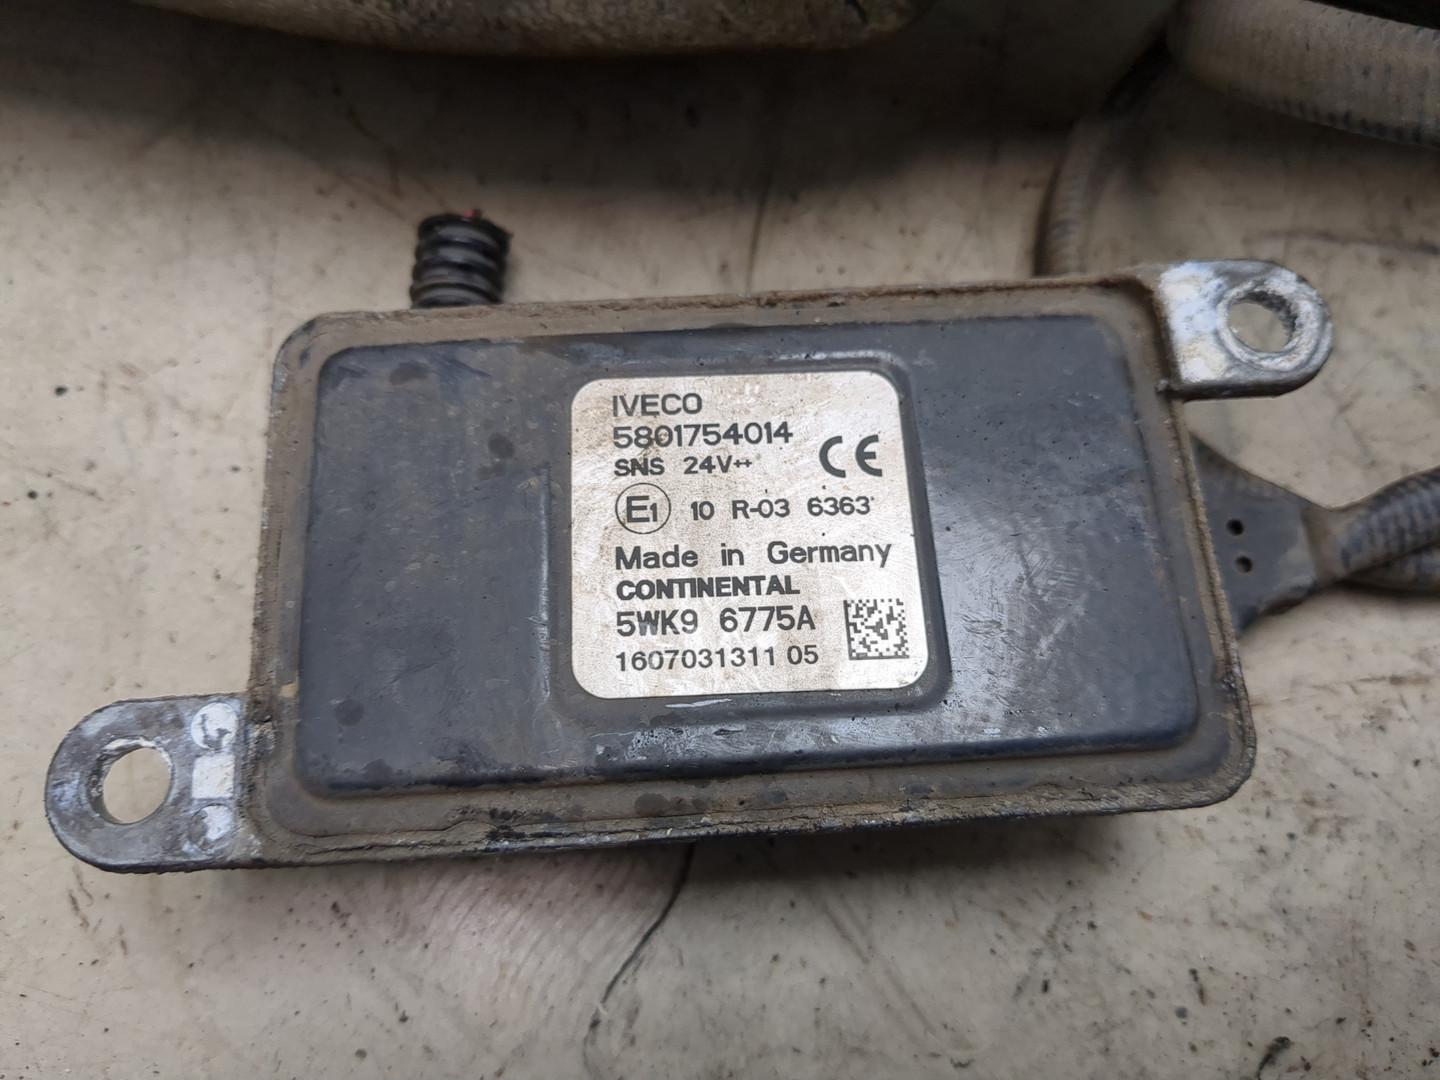 IVECO
5801754014
SNS 24V++
CE
E1 10 R-03 6363
Made in Germany
CONTINENTAL
5WK9 6775A
1607031311 05